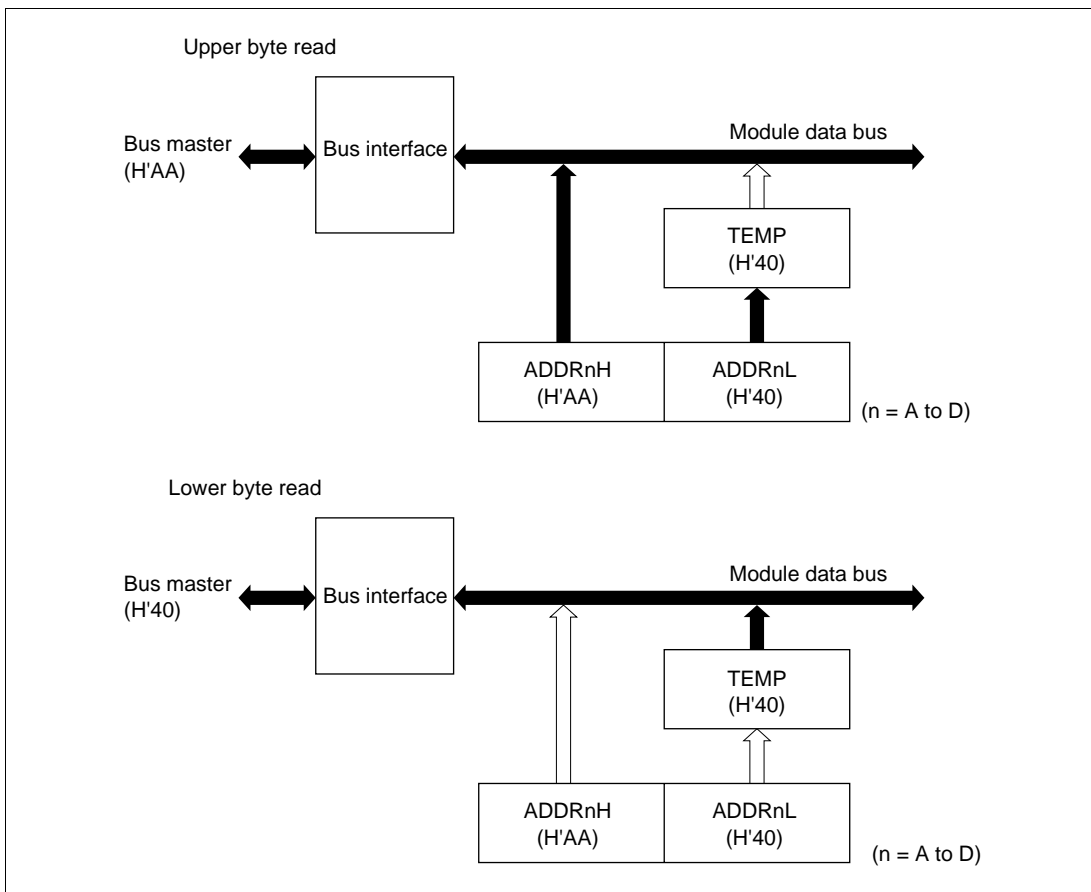 Upper byte read
Bus master
(H'AA)
Bus interface
Module data bus
TEMP
(H'40)
ADDRnH
(H'AA)
ADDRnL
(H'40)
(n = A to D)
Lower byte read
Bus master
(H'40)
Bus interface
Module data bus
TEMP
(H'40)
ADDRnH
(H'AA)
ADDRnL
(H'40)
(n = A to D)